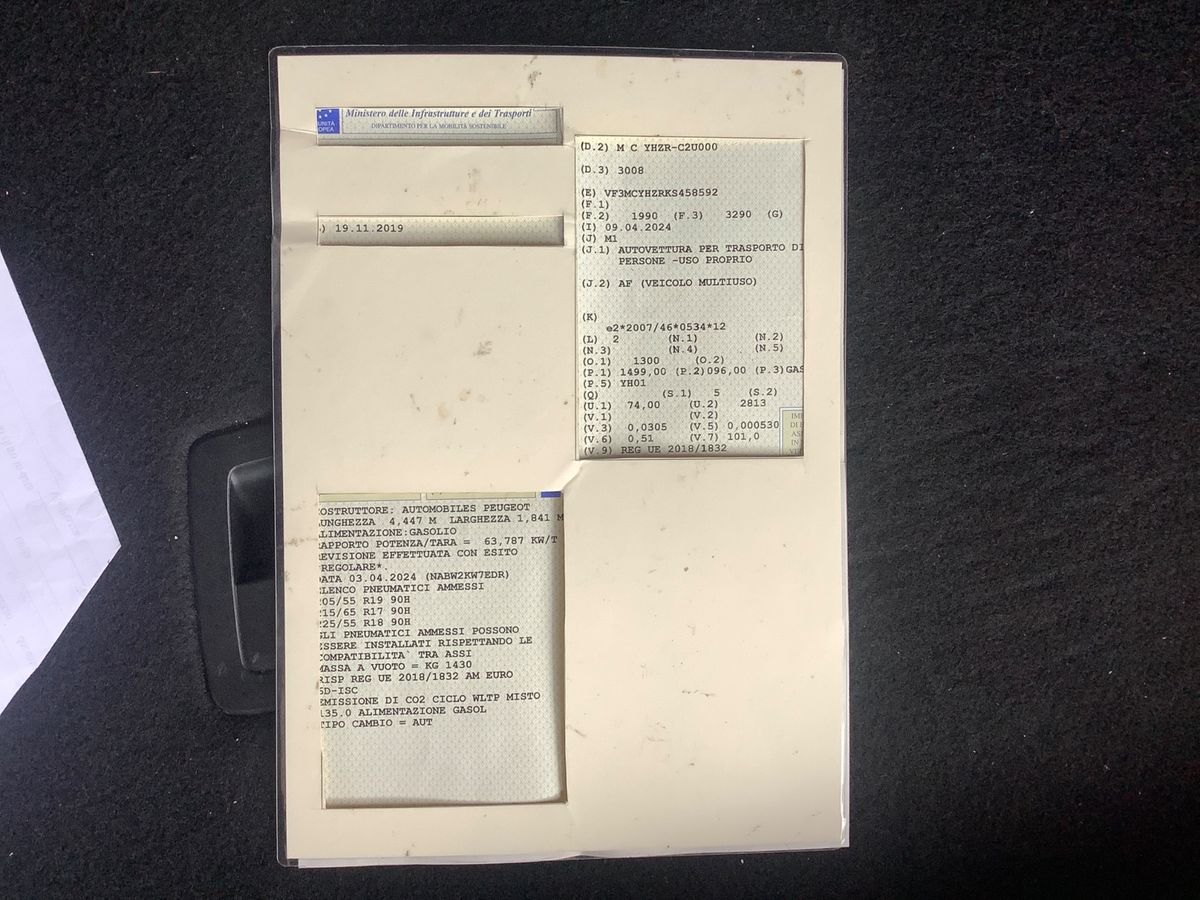 UNITA
OPEA
Ministero delle Infrastrutture e dei Trasporti
DIPARTIMENTO PER LA MOBILITÀ SOSTENIBILE
) 19.11.2019
(D.2) M C YHZR-C2U000
(D.3) 3008
(E) VF3MCYHZRKS458592
(F.1)
(F.2) 1990 (F.3) 3290 (G)
(I) 09.04.2024
(J) M1
(J.1) AUTOVETTURA PER TRASPORTO DI
PERSONE -USO PROPRIO
(J.2) AF (VEICOLO MULTIUSO)
(K)
e2*2007/46*0534*12
(L) 2 (N.1) (N.2)
(N.3) (N.4) (N.5)
(O.1) 1300 (O.2)
(P.1) 1499,00 (P.2)096,00 (P.3)GAS
(P.5) YH01
(Q) (S.1) 5 (S.2)
(U.1) 74,00 (U.2) 2813
(V.1) (V.2)
(V.3) 0,0305 (V.5) 0,000530
(V.6) 0,51 (V.7) 101,0
(V.9) REG UE 2018/1832
OSTRUTTORE: AUTOMOBILES PEUGEOT
UNGHEZZA 4,447 M LARGHEZZA 1,841 M
LIMENTAZIONE:GASOLIO
APPORTO POTENZA/TARA = 63,787 KW/T
EVISIONE EFFETTUATA CON ESITO
REGOLARE*.
ATA 03.04.2024 (NABW2KW7EDR)
LENCO PNEUMATICI AMMESSI
05/55 R19 90H
15/65 R17 90H
25/55 R18 90H
LI PNEUMATICI AMMESSI POSSONO
SSERE INSTALLATI RISPETTANDO LE
OMPATIBILITA` TRA ASSI
MASSA A VUOTO = KG 1430
RISP REG UE 2018/1832 AM EURO
6D-ISC
EMISSIONE DI CO2 CICLO WLTP MISTO
135.0 ALIMENTAZIONE GASOL
TIPO CAMBIO = AUT